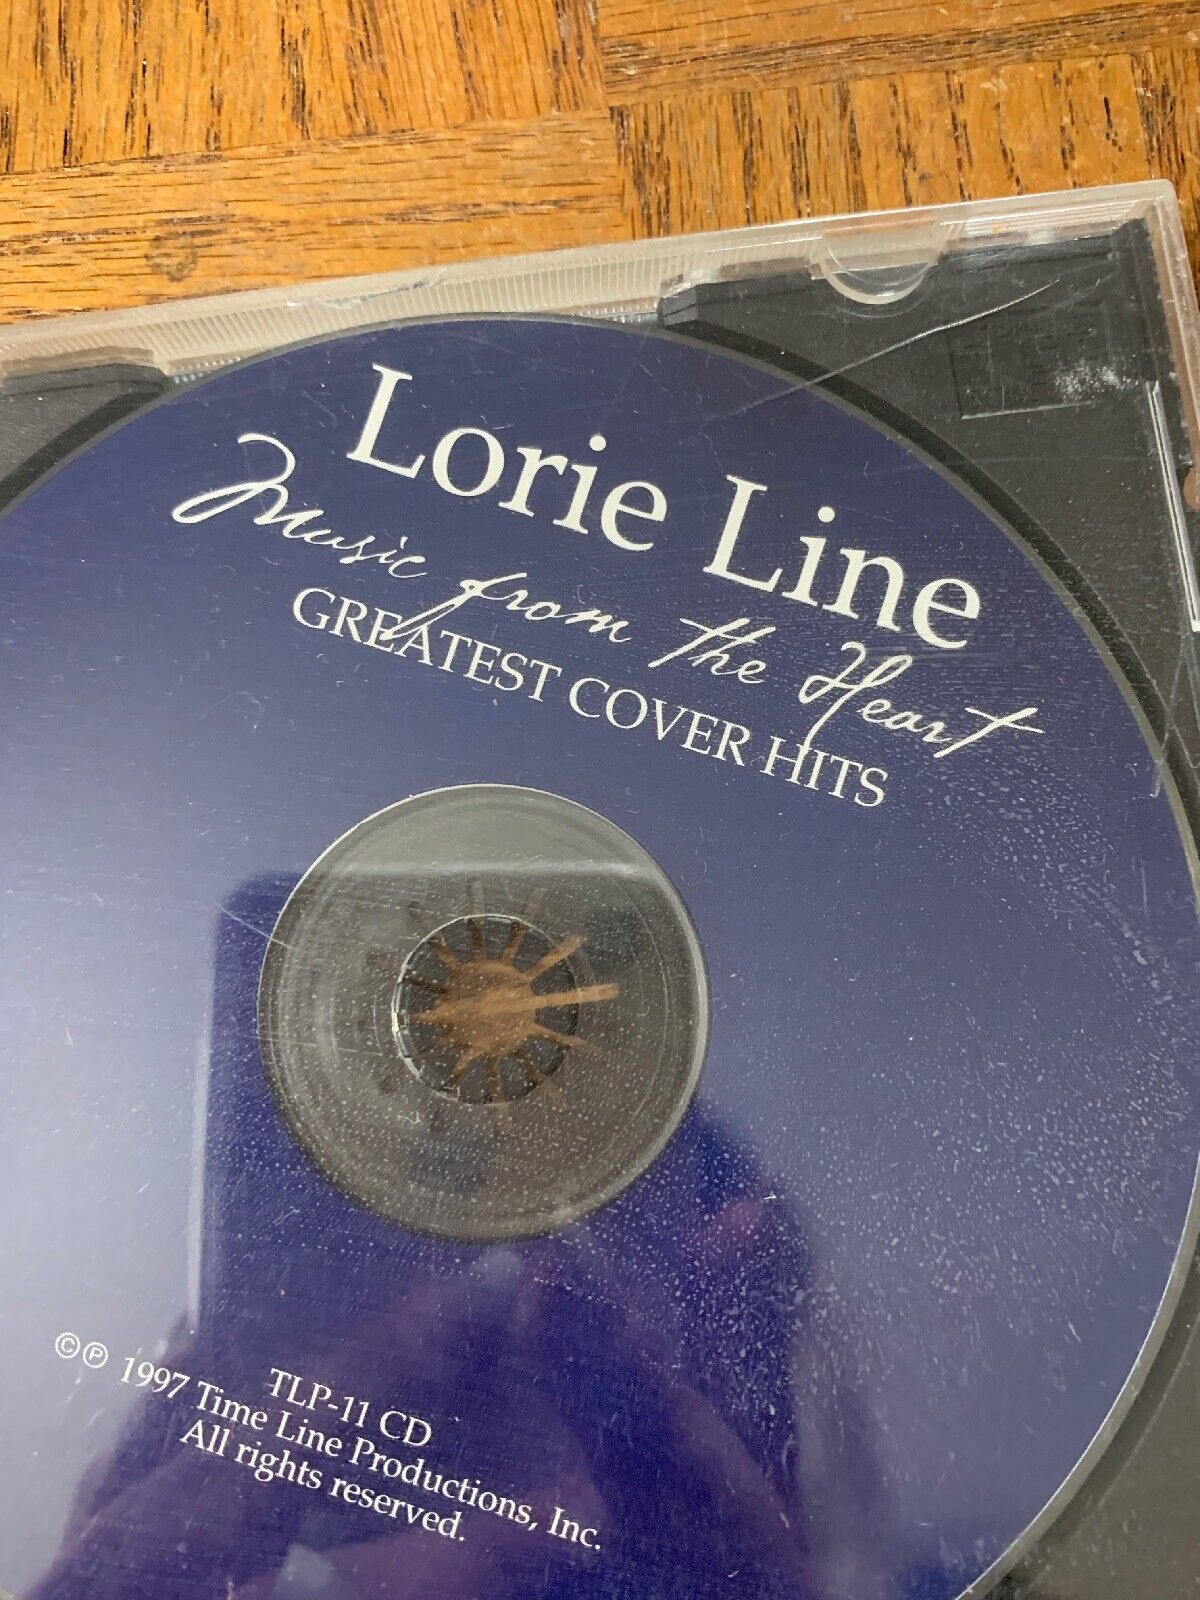 Lorie Line
Music from the Heart
GREATEST COVER HITS
TLP-11 CD
©℗ 1997 Time Line Productions, Inc.
All rights reserved.